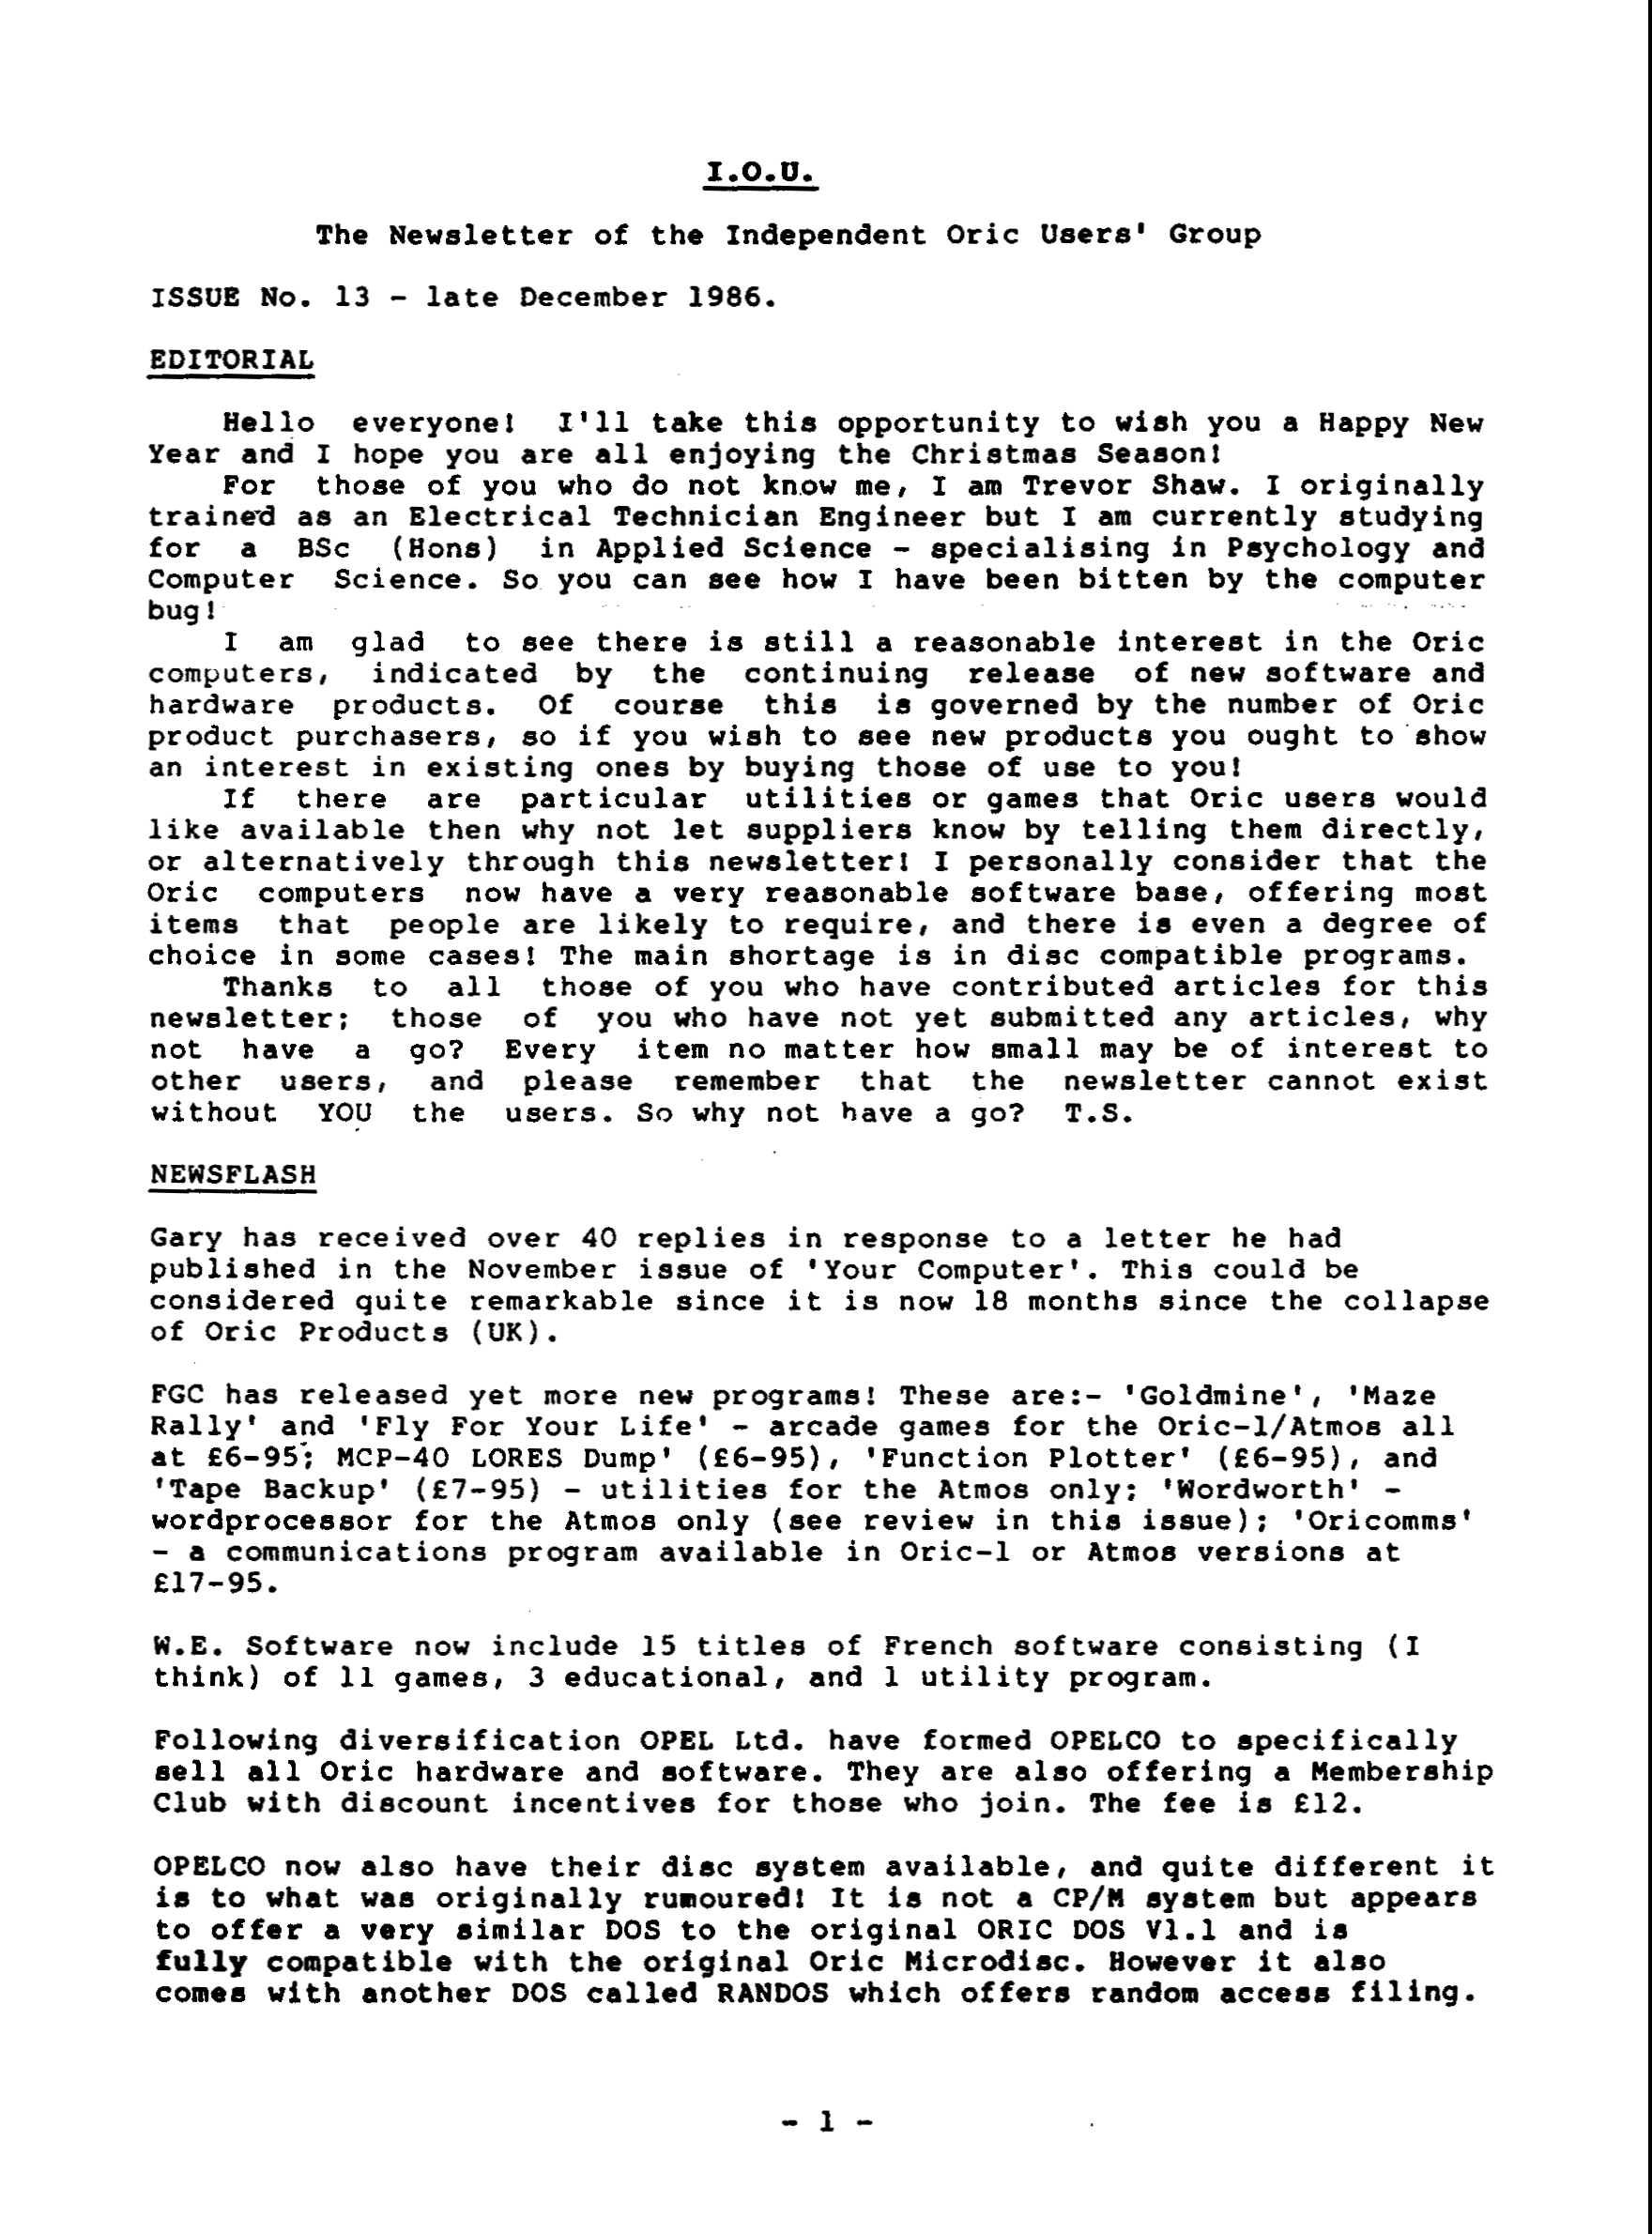 I.O.U.
The Newsletter of the Independent Oric Users' Group
ISSUE No. 13 - late December 1986.
EDITORIAL
Hello everyone! I'll take this opportunity to wish you a Happy New
Year and I hope you are all enjoying the Christmas Season!
For those of you who do not know me, I am Trevor Shaw. I originally
trained as an Electrical Technician Engineer but I am currently studying
for a BSc (Hons) in Applied Science - specialising in Psychology and
Computer Science. So you can see how I have been bitten by the computer
bug!
I am glad to see there is still a reasonable interest in the Oric
computers, indicated by the continuing release of new software and
hardware products. Of course this is governed by the number of Oric
product purchasers, so if you wish to see new products you ought to show
an interest in existing ones by buying those of use to you!
If there are particular utilities or games that Oric users would
like available then why not let suppliers know by telling them directly,
or alternatively through this newsletter! I personally consider that the
Oric computers now have a very reasonable software base, offering most
items that people are likely to require, and there is even a degree of
choice in some cases! The main shortage is in disc compatible programs.
Thanks to all those of you who have contributed articles for this
newsletter; those of you who have not yet submitted any articles, why
not have a go? Every item no matter how small may be of interest to
other users, and please remember that the newsletter cannot exist
without YOU the users. So why not have a go? T.S.
NEWSFLASH
Gary has received over 40 replies in response to a letter he had
published in the November issue of 'Your Computer'. This could be
considered quite remarkable since it is now 18 months since the collapse
of Oric Products (UK).
FGC has released yet more new programs! These are:- 'Goldmine', 'Maze
Rally' and 'Fly For Your Life' - arcade games for the Oric-1/Atmos all
at £6-95; MCP-40 LORES Dump' (£6-95), 'Function Plotter' (£6-95), and
'Tape Backup' (£7-95) - utilities for the Atmos only; 'Wordworth' -
wordprocessor for the Atmos only (see review in this issue); 'Oricomms'
- a communications program available in Oric-1 or Atmos versions at
£17-95.
W.E. Software now include 15 titles of French software consisting (I
think) of 11 games, 3 educational, and 1 utility program.
Following diversification OPEL Ltd. have formed OPELCO to specifically
sell all Oric hardware and software. They are also offering a Membership
Club with discount incentives for those who join. The fee is £12.
OPELCO now also have their disc system available, and quite different it
is to what was originally rumoured! It is not a CP/M system but appears
to offer a very similar DOS to the original ORIC DOS V1.1 and is
fully compatible with the original Oric Microdisc. However it also
comes with another DOS called RANDOS which offers random access filing.
- 1 -